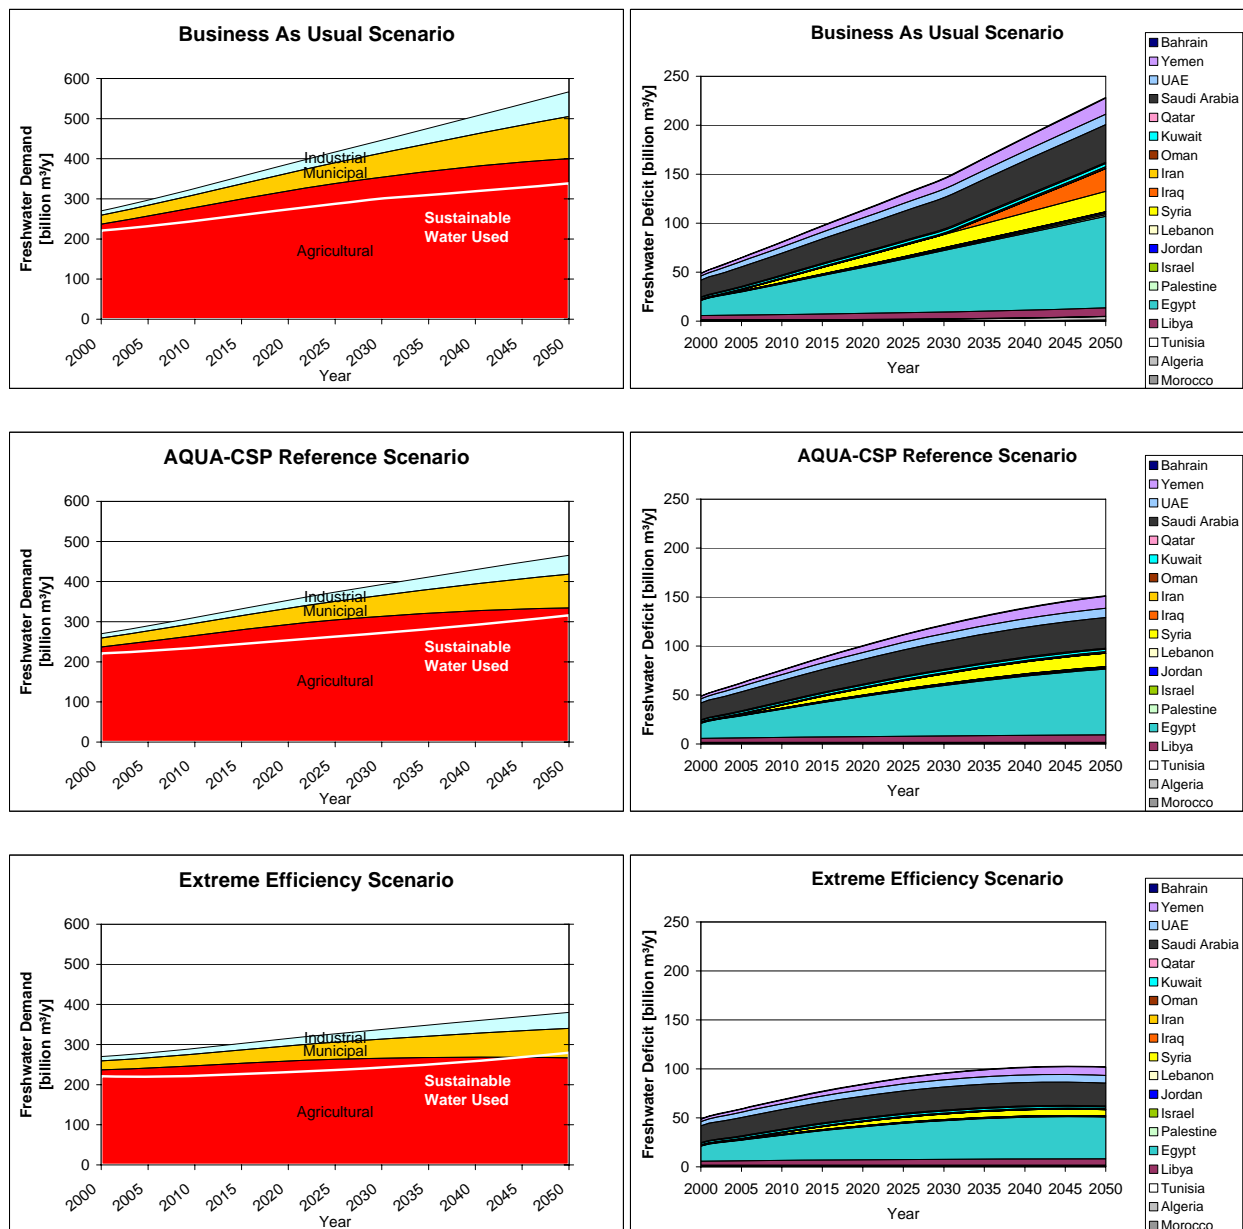 Business As Usual Scenario
Freshwater Demand
[billion m³/y]
600
500
400
300
200
100
0
Industrial
Municipal
Agricultural
Sustainable
Water Used
2000
2005
2010
2015
2020
2025
2030
2035
2040
2045
2050
Year
Business As Usual Scenario
Freshwater Deficit [billion m³/y]
250
200
150
100
50
0
2000 2005 2010 2015 2020 2025 2030 2035 2040 2045 2050
Year
Bahrain
Yemen
UAE
Saudi Arabia
Qatar
Kuwait
Oman
Iran
Iraq
Syria
Lebanon
Jordan
Israel
Palestine
Egypt
Libya
Tunisia
Algeria
Morocco
AQUA-CSP Reference Scenario
Freshwater Demand
[billion m³/y]
600
500
400
300
200
100
0
Industrial
Municipal
Agricultural
Sustainable
Water Used
2000
2005
2010
2015
2020
2025
2030
2035
2040
2045
2050
Year
AQUA-CSP Reference Scenario
Freshwater Deficit [billion m³/y]
250
200
150
100
50
0
2000 2005 2010 2015 2020 2025 2030 2035 2040 2045 2050
Year
Bahrain
Yemen
UAE
Saudi Arabia
Qatar
Kuwait
Oman
Iran
Iraq
Syria
Lebanon
Jordan
Israel
Palestine
Egypt
Libya
Tunisia
Algeria
Morocco
Extreme Efficiency Scenario
Freshwater Demand
[billion m³/y]
600
500
400
300
200
100
0
Industrial
Municipal
Agricultural
Sustainable
Water Used
2000
2005
2010
2015
2020
2025
2030
2035
2040
2045
2050
Year
Extreme Efficiency Scenario
Freshwater Deficit [billion m³/y]
250
200
150
100
50
0
2000 2005 2010 2015 2020 2025 2030 2035 2040 2045 2050
Year
Bahrain
Yemen
UAE
Saudi Arabia
Qatar
Kuwait
Oman
Iran
Iraq
Syria
Lebanon
Jordan
Israel
Palestine
Egypt
Libya
Tunisia
Algeria
Morocco